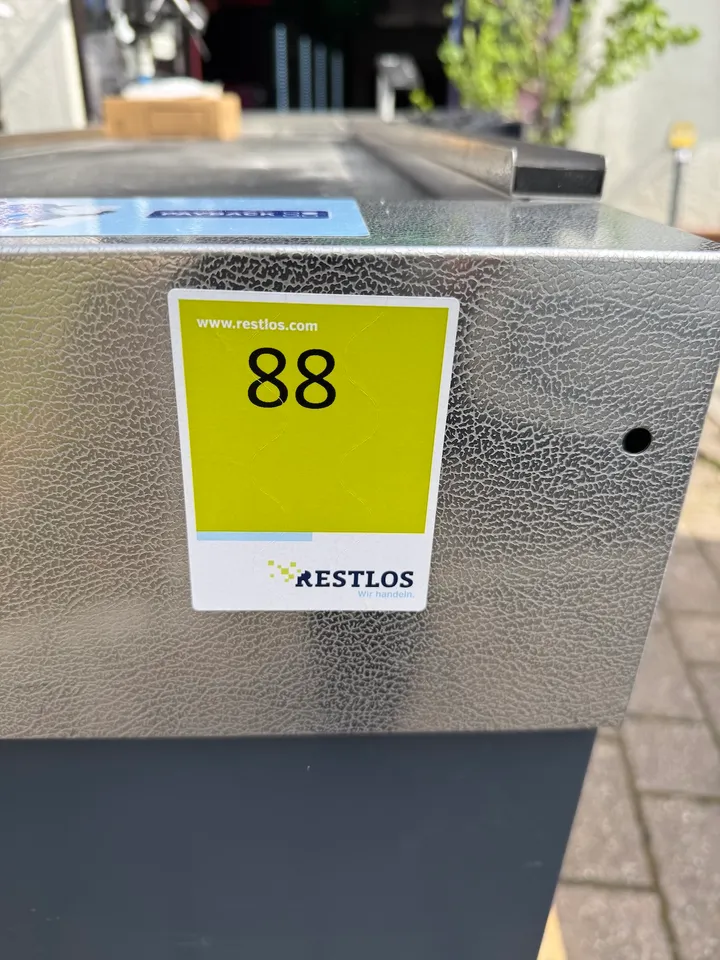 PAYBACK
www.restlos.com
88
RESTLOS
Wir handeln.